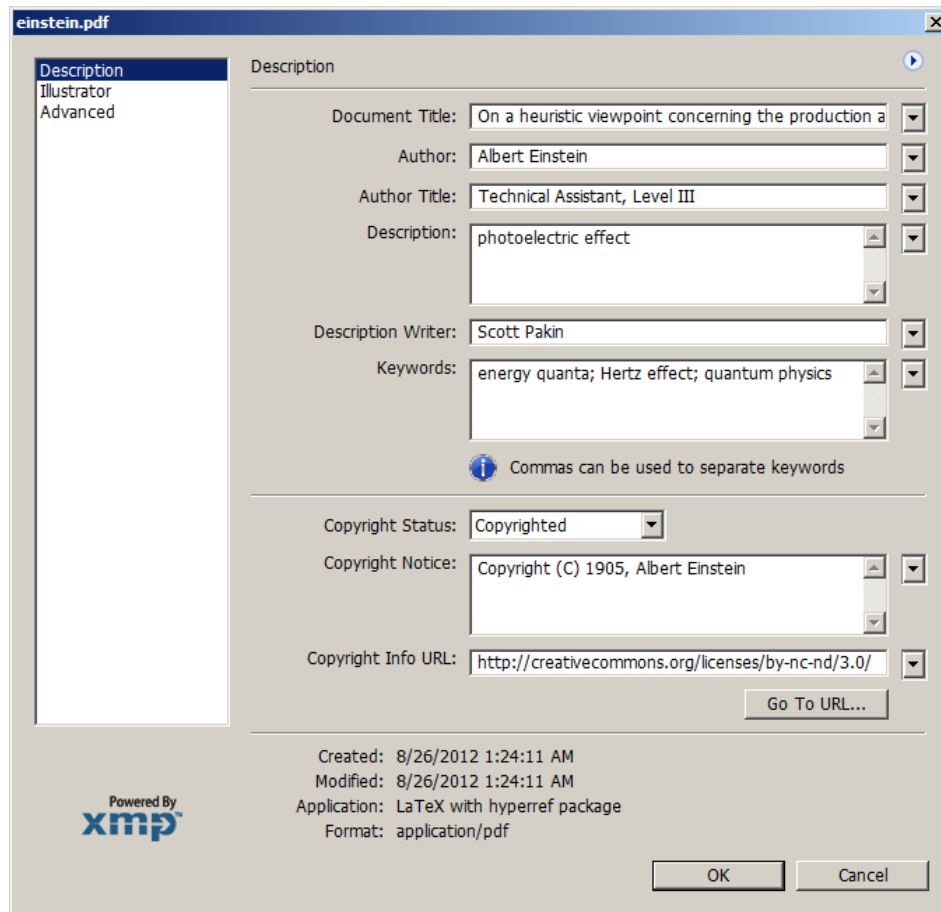 einstein.pdf
Description
Illustrator
Advanced
Description
Document Title: On a heuristic viewpoint concerning the production a
Author: Albert Einstein
Author Title: Technical Assistant, Level III
Description: photoelectric effect
Description Writer: Scott Pakin
Keywords: energy quanta; Hertz effect; quantum physics
Commas can be used to separate keywords
Copyright Status: Copyrighted
Copyright Notice: Copyright (C) 1905, Albert Einstein
Copyright Info URL: http://creativecommons.org/licenses/by-nc-nd/3.0/
Go To URL...
Created: 8/26/2012 1:24:11 AM
Modified: 8/26/2012 1:24:11 AM
Application: LaTeX with hyperref package
Format: application/pdf
Powered By
xmp™
OK Cancel